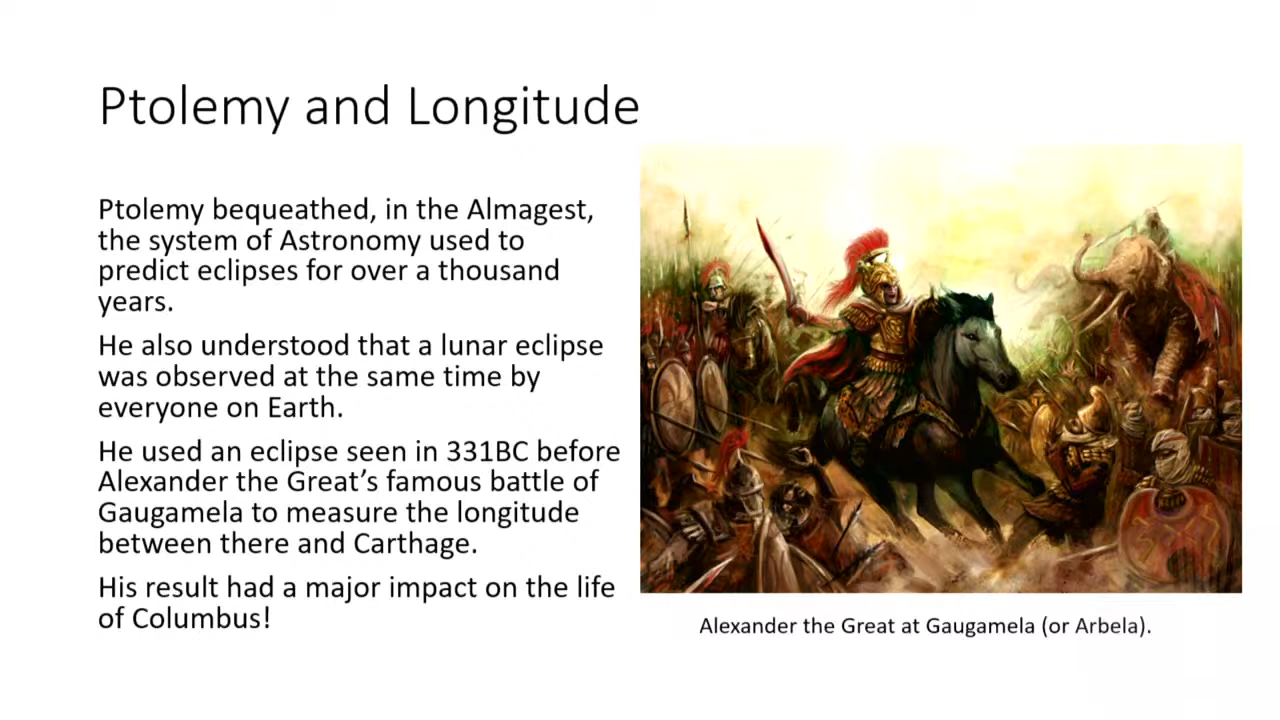 Ptolemy and Longitude
Ptolemy bequeathed, in the Almagest,
the system of Astronomy used to
predict eclipses for over a thousand
years.
He also understood that a lunar eclipse
was observed at the same time by
everyone on Earth.
He used an eclipse seen in 331BC before
Alexander the Great’s famous battle of
Gaugamela to measure the longitude
between there and Carthage.
His result had a major impact on the life
of Columbus!
Alexander the Great at Gaugamela (or Arbela).